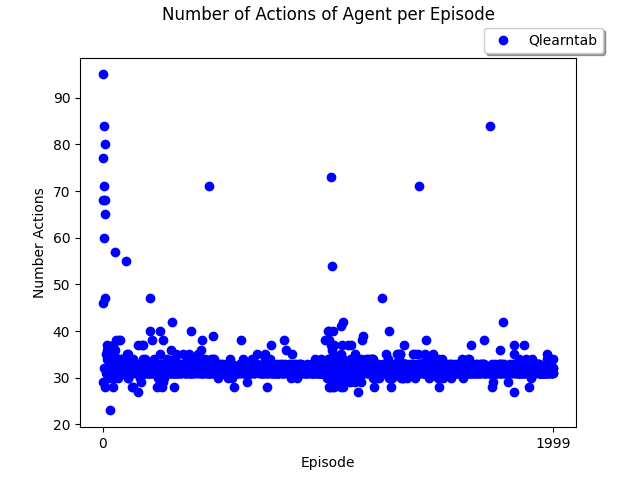 Number of Actions of Agent per Episode
Qlearntab
90
80
70
60
50
40
30
20
Number Actions
0
1999
Episode